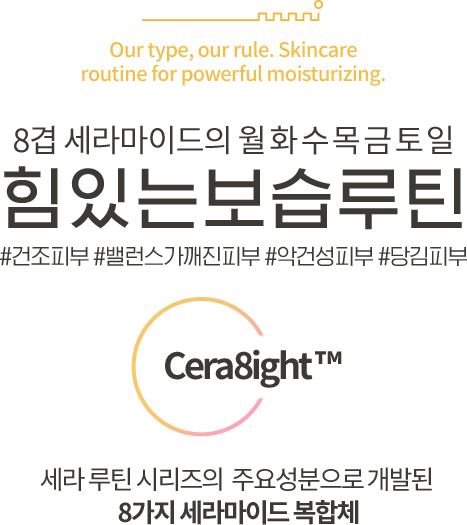 Our type, our rule. Skincare
routine for powerful moisturizing.
8겹 세라마이드의 월화수목금토일
힘있는보습루틴
#건조피부 #밸런스가깨진피부 #악건성피부 #당김피부
Cera8ight™
세라 루틴 시리즈의 주요성분으로 개발된
8가지 세라마이드 복합체